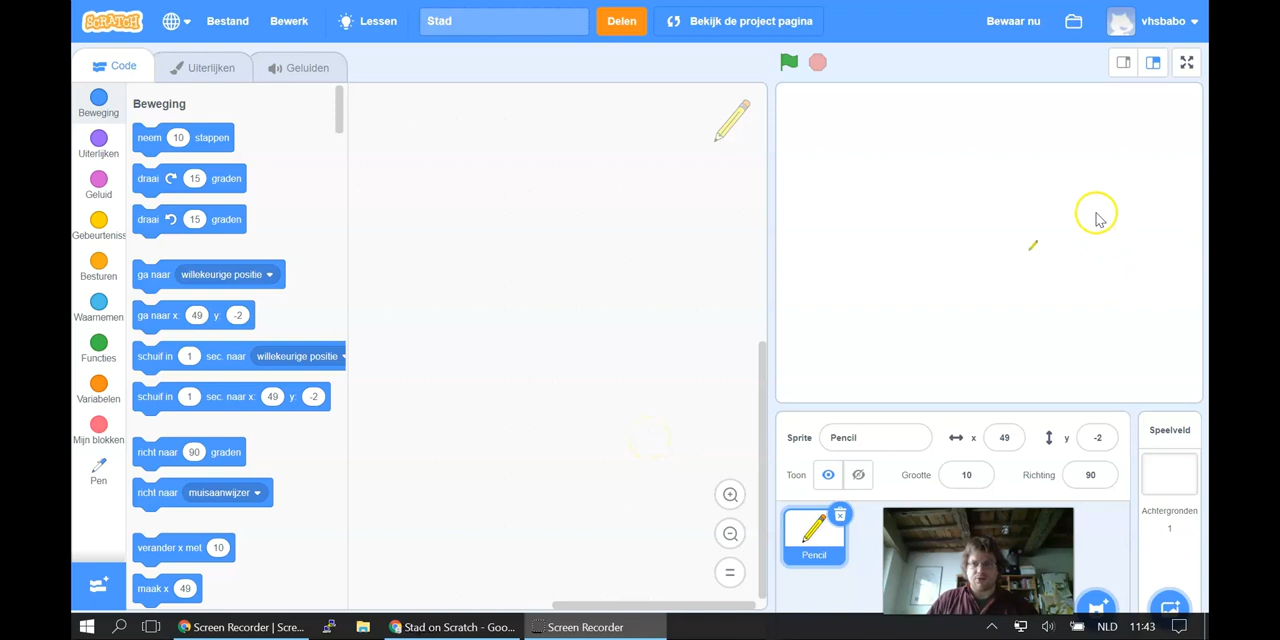 SCRATCH Bestand Bewerk Lessen Stad Delen Bekijk de project pagina Bewaar nu vhsbabo
Code Uiterlijken Geluiden
Beweging
Uiterlijken
Geluid
Gebeurteniss
Besturen
Waarnemen
Functies
Variabelen
Mijn blokken
Pen
Beweging
neem 10 stappen
draai 15 graden
draai 15 graden
ga naar willekeurige positie
ga naar x: 49 y: -2
schuif in 1 sec. naar willekeurige positie
schuif in 1 sec. naar x: 49 y: -2
richt naar 90 graden
richt naar muisaanwijzer
verander x met 10
maak x 49
Sprite Pencil x 49 y -2
Toon Grootte 10 Richting 90
Pencil
Speelveld
Achtergronden
1
Screen Recorder | Scre... Stad on Scratch - Goo... Screen Recorder NLD 11:43